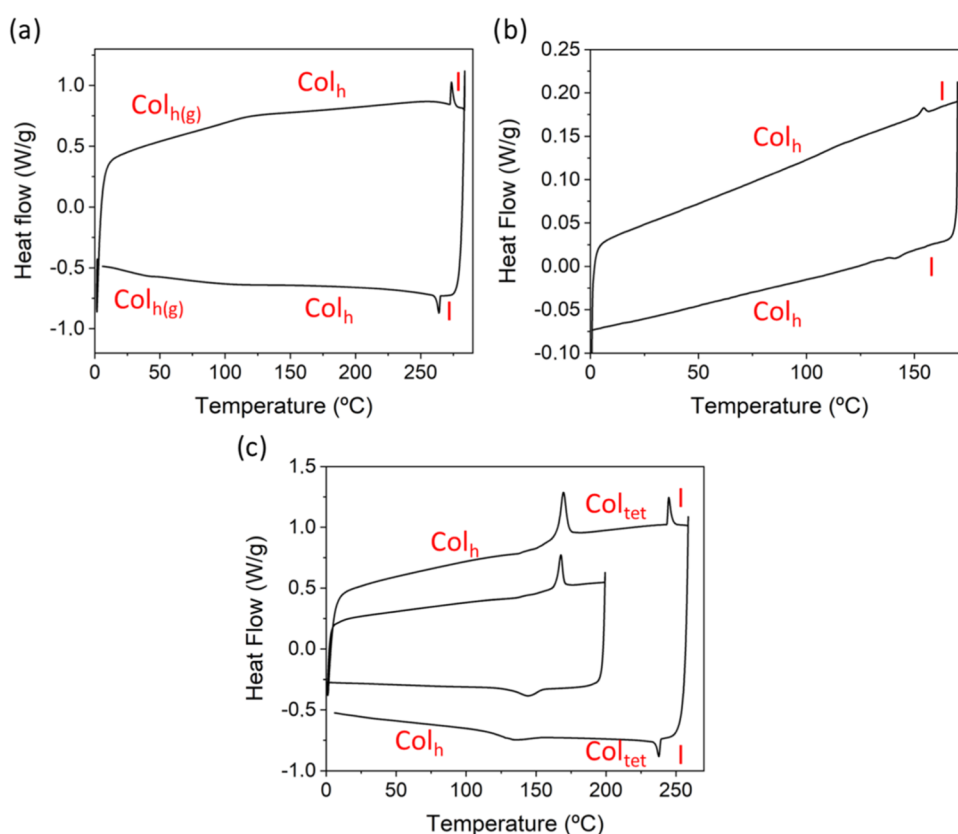 (a)
1.0
0.5
0.0
-0.5
-1.0
Heat flow (W/g)
Col_h(g)
Col_h
I
Col_h(g)
Col_h
I
0 50 100 150 200 250
Temperature (ºC)
(b)
0.25
0.20
0.15
0.10
0.05
0.00
-0.05
-0.10
Heat Flow (W/g)
Col_h
I
Col_h
I
0 50 100 150
Temperature (ºC)
(c)
1.5
1.0
0.5
0.0
-0.5
-1.0
Heat Flow (W/g)
Col_h
Col_tet
I
Col_h
Col_tet
I
0 50 100 150 200 250
Temperature (ºC)